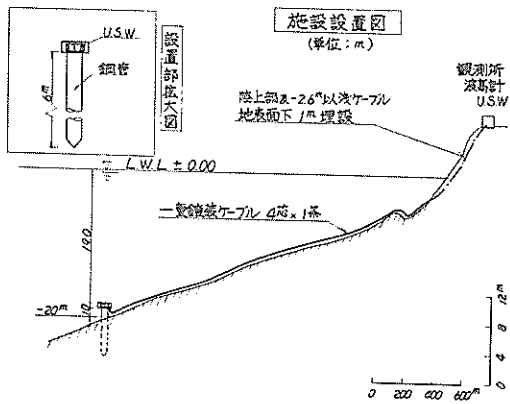 施設設置図
(単位:m)
U.S.W
鋼管
6m
設置部拡大図
観測所
波高計
U.S.W
陸上部及-2.6m以浅ケーブル
地表面下1m埋設
L.W.L ± 0.00
一重鎧装ケーブル 4芯×1条
19.0
-20m
1.0
12m
8
4
0
0 200 400 600m